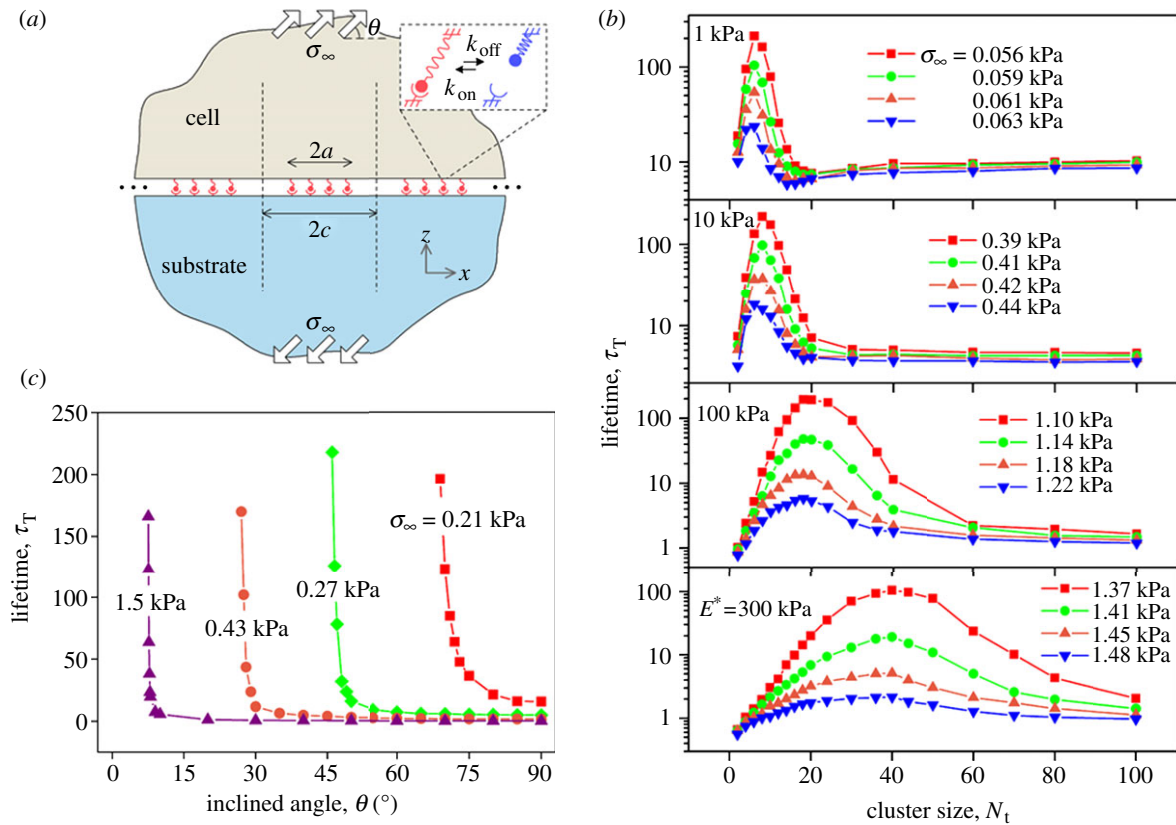 (a)
σ∞
θ
koff
kon
cell
2a
2c
substrate
z
x
σ∞
(b)
lifetime, τT
1 kPa
σ∞ = 0.056 kPa
0.059 kPa
0.061 kPa
0.063 kPa
100
10
10 kPa
0.39 kPa
0.41 kPa
0.42 kPa
0.44 kPa
100
10
100 kPa
1.10 kPa
1.14 kPa
1.18 kPa
1.22 kPa
100
10
1
E* = 300 kPa
1.37 kPa
1.41 kPa
1.45 kPa
1.48 kPa
100
10
1
0 20 40 60 80 100
cluster size, Nt
(c)
lifetime, τT
250
200
150
100
50
0
1.5 kPa
0.43 kPa
0.27 kPa
σ∞ = 0.21 kPa
0 15 30 45 60 75 90
inclined angle, θ (°)